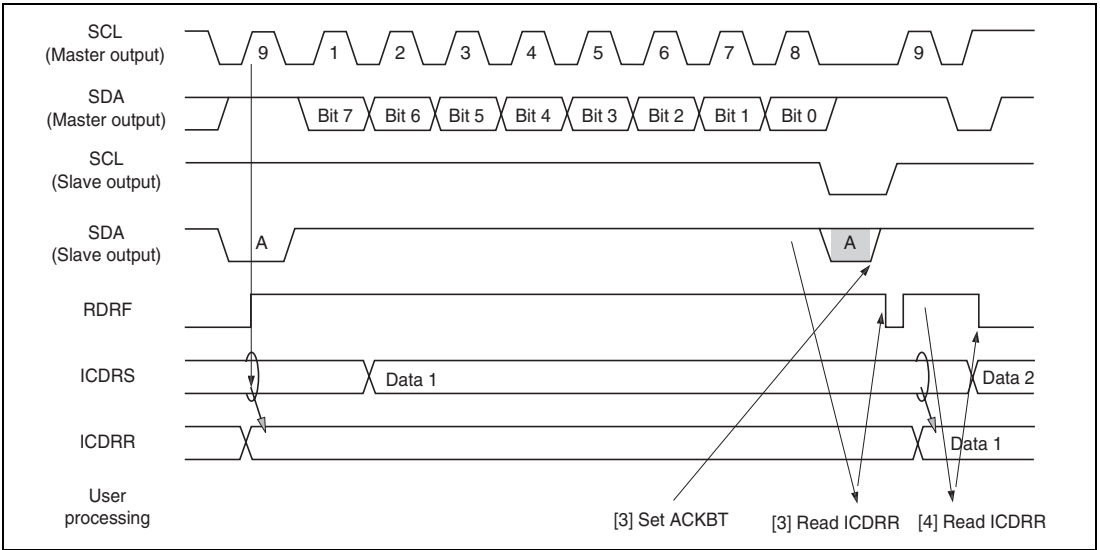 SCL
(Master output)
9 1 2 3 4 5 6 7 8 9
SDA
(Master output)
Bit 7 Bit 6 Bit 5 Bit 4 Bit 3 Bit 2 Bit 1 Bit 0
SCL
(Slave output)
SDA
(Slave output)
A A
RDRF
ICDRS
Data 1 Data 2
ICDRR
Data 1
User
processing
[3] Set ACKBT [3] Read ICDRR [4] Read ICDRR